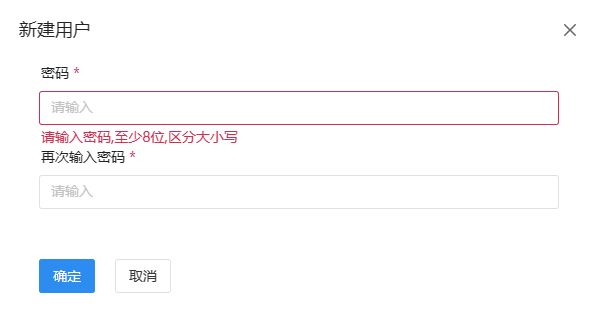 新建用户
密码 *
请输入
请输入密码,至少8位,区分大小写
再次输入密码 *
请输入
确定
取消